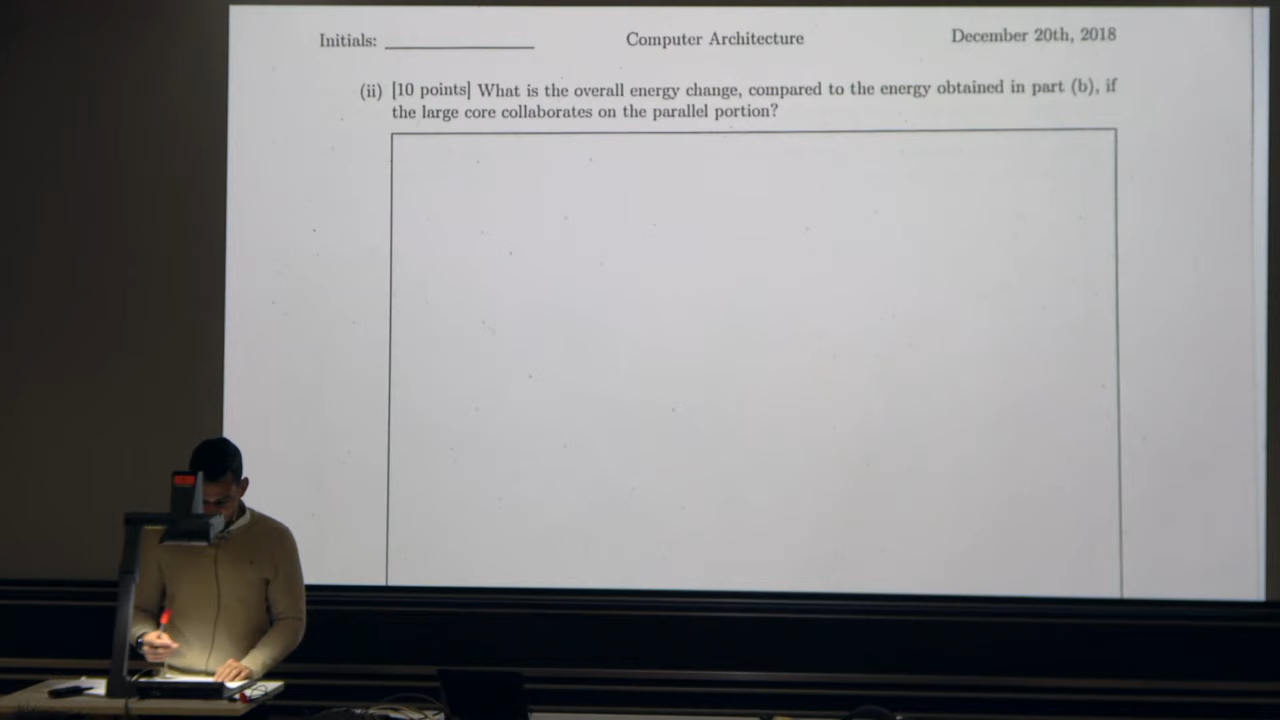 Initials: Computer Architecture December 20th, 2018
(ii) [10 points] What is the overall energy change, compared to the energy obtained in part (b), if
the large core collaborates on the parallel portion?